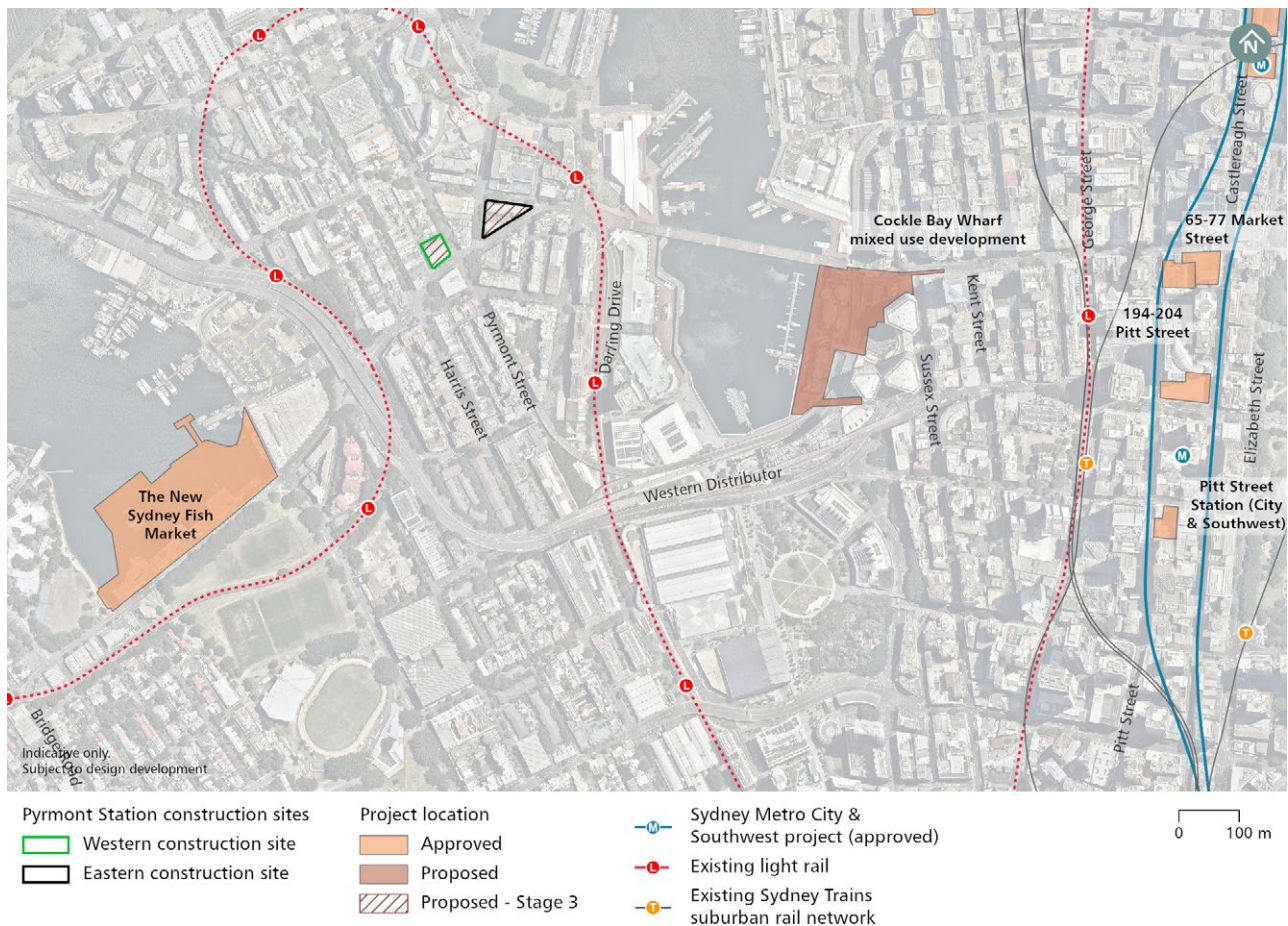 N
M
Castlereagh Street
George Street
Cockle Bay Wharf
mixed use development
65-77 Market
Street
Kent Street
194-204
Pitt Street
Darling Drive
Pyrmont Street
Harris Street
Sussex Street
Elizabeth Street
Western Distributor
The New
Sydney Fish
Market
Pitt Street
Station (City
& Southwest)
Pitt Street
Bridge Road
Indicative only.
Subject to design development
L
L
L
L
L
L
L
L
L
T
M
T
Pyrmont Station construction sites
Western construction site
Eastern construction site
Project location
Approved
Proposed
Proposed - Stage 3
M
Sydney Metro City &
Southwest project (approved)
L
Existing light rail
T
Existing Sydney Trains
suburban rail network
0 100 m